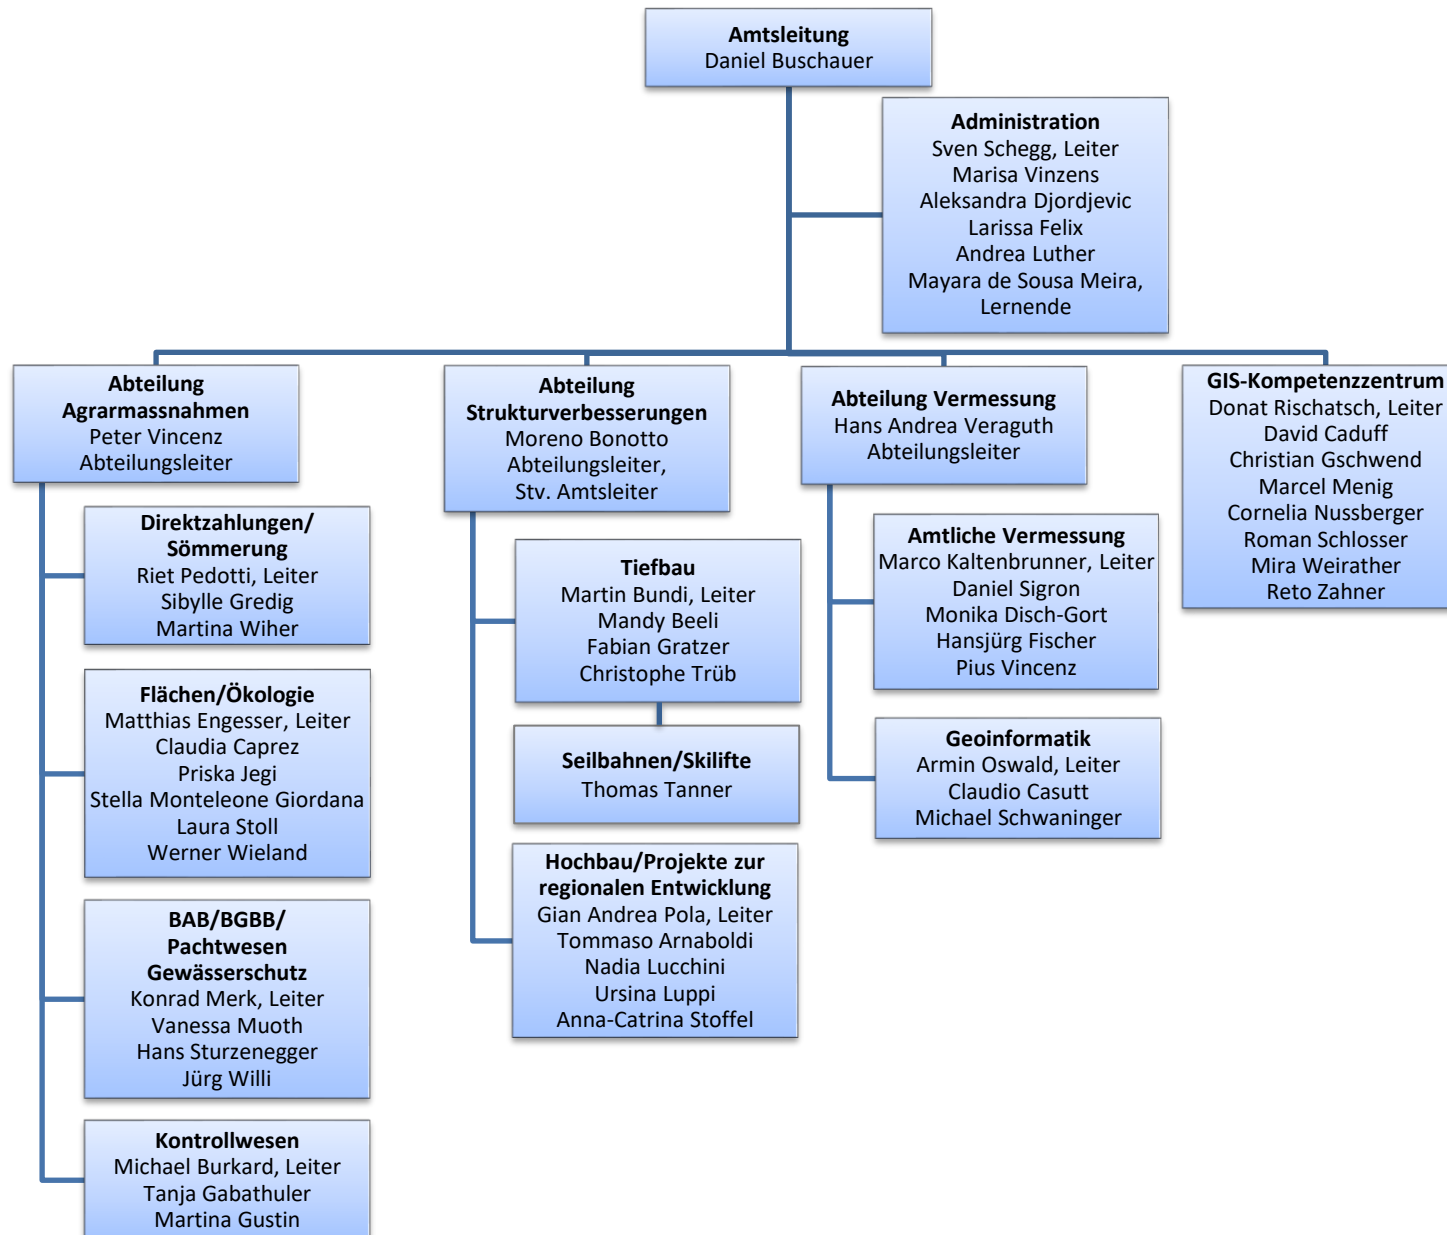 Amtsleitung
Daniel Buschauer
Administration
Sven Schegg, Leiter
Marisa Vinzens
Aleksandra Djordjevic
Larissa Felix
Andrea Luther
Mayara de Sousa Meira,
Lernende
Abteilung
Agrarmassnahmen
Peter Vincenz
Abteilungsleiter
Direktzahlungen/
Sömmerung
Riet Pedotti, Leiter
Sibylle Gredig
Martina Wiher
Flächen/Ökologie
Matthias Engesser, Leiter
Claudia Caprez
Priska Jegi
Stella Monteleone Giordana
Laura Stoll
Werner Wieland
BAB/BGBB/
Pachtwesen
Gewässerschutz
Konrad Merk, Leiter
Vanessa Muoth
Hans Sturzenegger
Jürg Willi
Kontrollwesen
Michael Burkard, Leiter
Tanja Gabathuler
Martina Gustin
Abteilung
Strukturverbesserungen
Moreno Bonotto
Abteilungsleiter,
Stv. Amtsleiter
Tiefbau
Martin Bundi, Leiter
Mandy Beeli
Fabian Gratzer
Christophe Trüb
Seilbahnen/Skilifte
Thomas Tanner
Hochbau/Projekte zur
regionalen Entwicklung
Gian Andrea Pola, Leiter
Tommaso Arnaboldi
Nadia Lucchini
Ursina Luppi
Anna-Catrina Stoffel
Abteilung Vermessung
Hans Andrea Veraguth
Abteilungsleiter
Amtliche Vermessung
Marco Kaltenbrunner, Leiter
Daniel Sigron
Monika Disch-Gort
Hansjürg Fischer
Pius Vincenz
Geoinformatik
Armin Oswald, Leiter
Claudio Casutt
Michael Schwaninger
GIS-Kompetenzzentrum
Donat Rischatsch, Leiter
David Caduff
Christian Gschwend
Marcel Menig
Cornelia Nussberger
Roman Schlosser
Mira Weirather
Reto Zahner